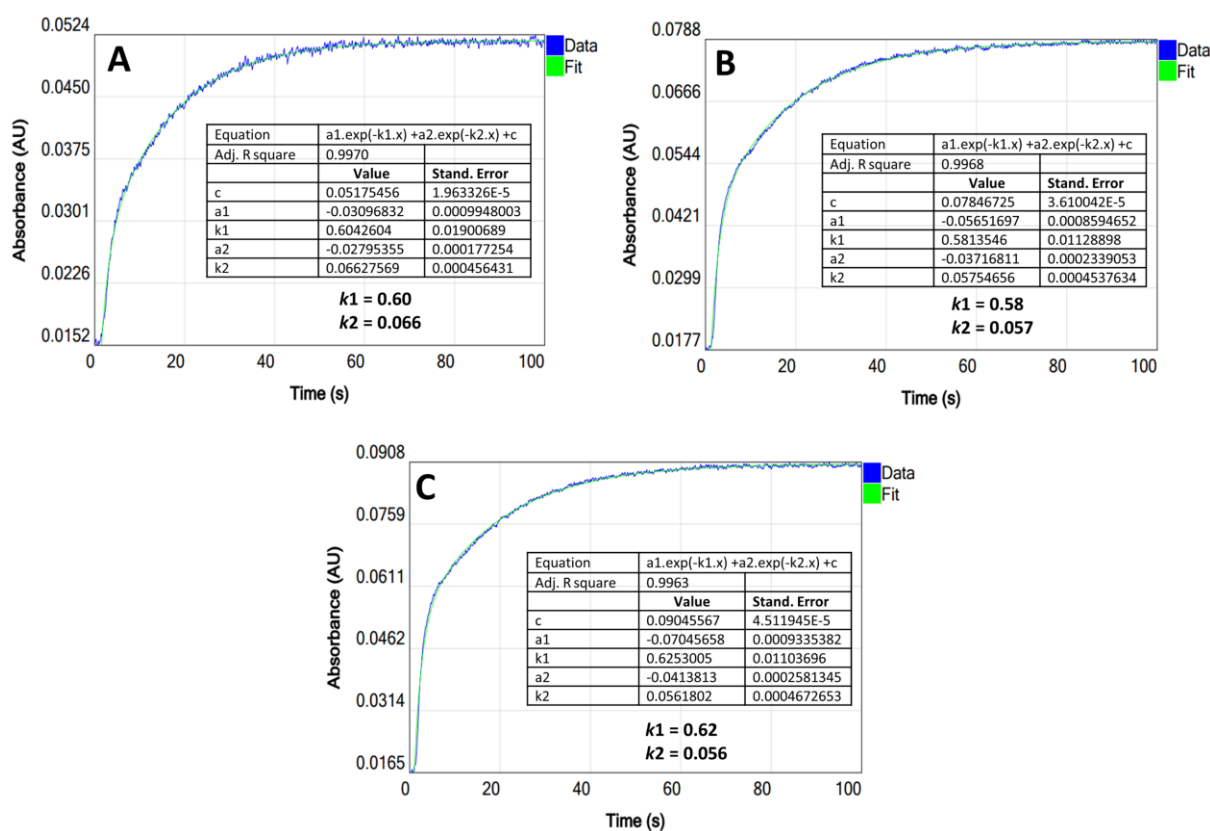 A
Absorbance (AU)
0.0524
0.0450
0.0375
0.0301
0.0226
0.0152
Data
Fit
Equation a1.exp(-k1.x) +a2.exp(-k2.x) +c
Adj. R square 0.9970
Value Stand. Error
c 0.05175456 1.963326E-5
a1 -0.03096832 0.0009948003
k1 0.6042604 0.01900689
a2 -0.02795355 0.000177254
k2 0.06627569 0.000456431
k1 = 0.60
k2 = 0.066
0 20 40 60 80 100
Time (s)
B
Absorbance (AU)
0.0788
0.0666
0.0544
0.0421
0.0299
0.0177
Data
Fit
Equation a1.exp(-k1.x) +a2.exp(-k2.x) +c
Adj. R square 0.9968
Value Stand. Error
c 0.07846725 3.610042E-5
a1 -0.05651697 0.0008594652
k1 0.5813546 0.01128898
a2 -0.03716811 0.0002339053
k2 0.05754656 0.0004537634
k1 = 0.58
k2 = 0.057
0 20 40 60 80 100
Time (s)
C
Absorbance (AU)
0.0908
0.0759
0.0611
0.0462
0.0314
0.0165
Data
Fit
Equation a1.exp(-k1.x) +a2.exp(-k2.x) +c
Adj. R square 0.9963
Value Stand. Error
c 0.09045567 4.511945E-5
a1 -0.07045658 0.0009335382
k1 0.6253005 0.01103696
a2 -0.0413813 0.0002581345
k2 0.0561802 0.0004672653
k1 = 0.62
k2 = 0.056
0 20 40 60 80 100
Time (s)